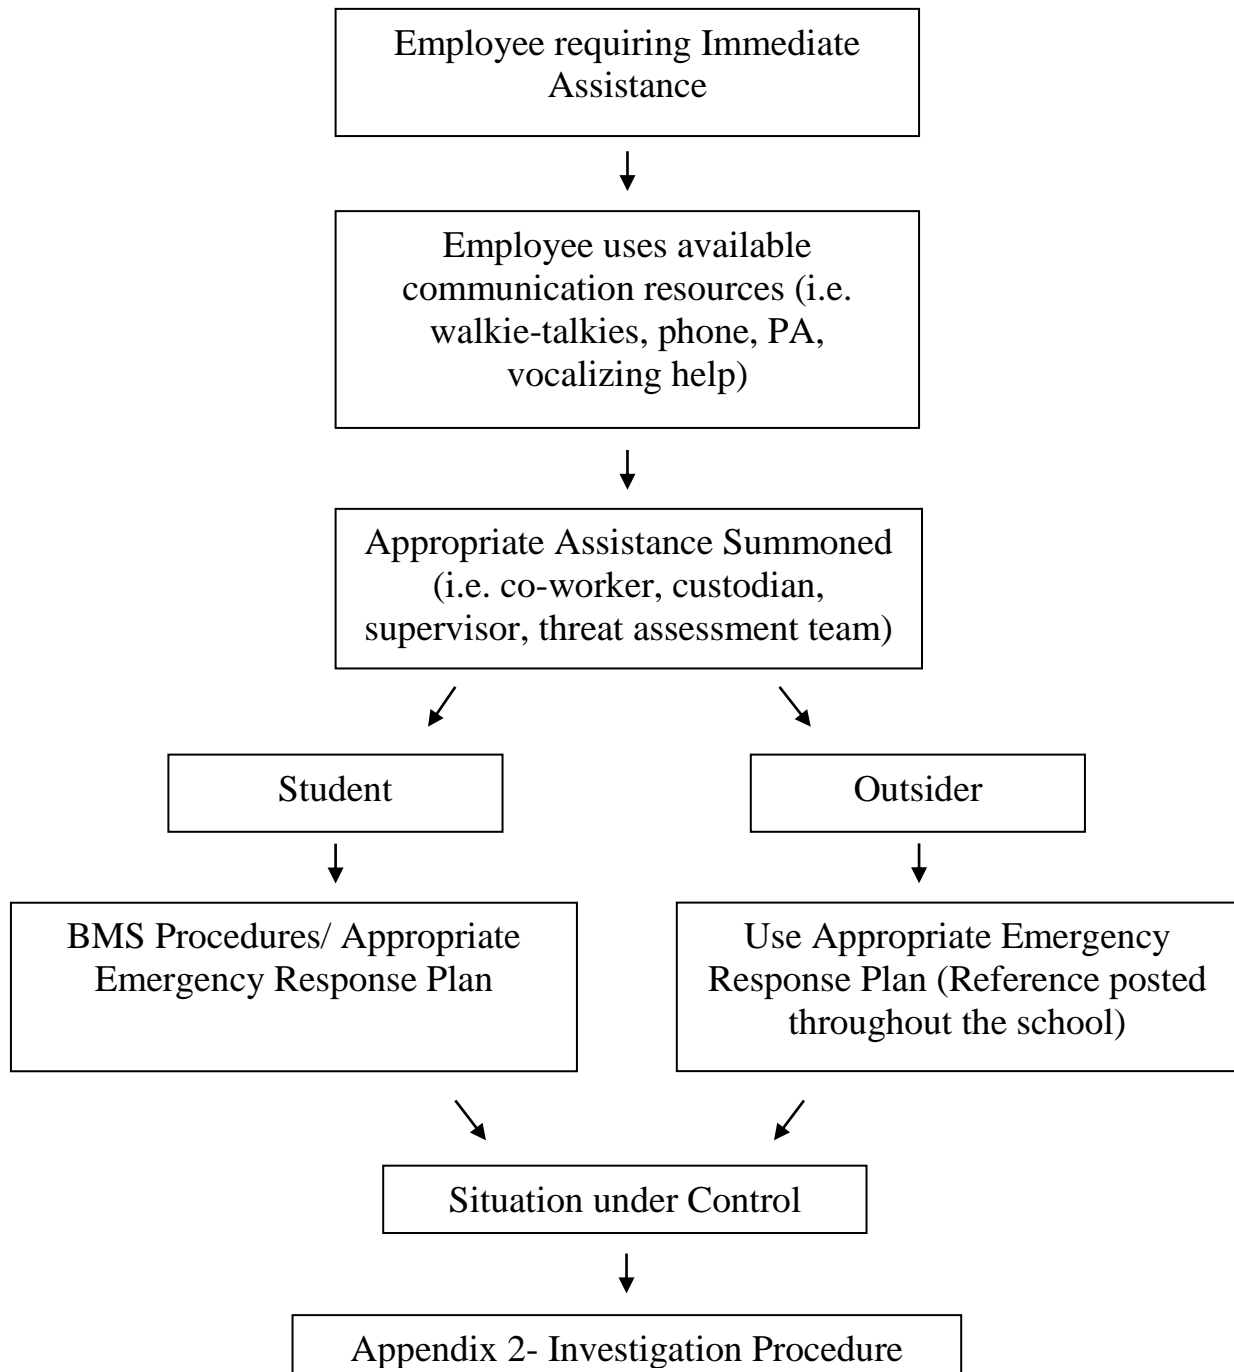 Employee requiring Immediate
Assistance
Employee uses available
communication resources (i.e.
walkie-talkies, phone, PA,
vocalizing help)
Appropriate Assistance Summoned
(i.e. co-worker, custodian,
supervisor, threat assessment team)
Student
Outsider
BMS Procedures/ Appropriate
Emergency Response Plan
Use Appropriate Emergency
Response Plan (Reference posted
throughout the school)
Situation under Control
Appendix 2- Investigation Procedure